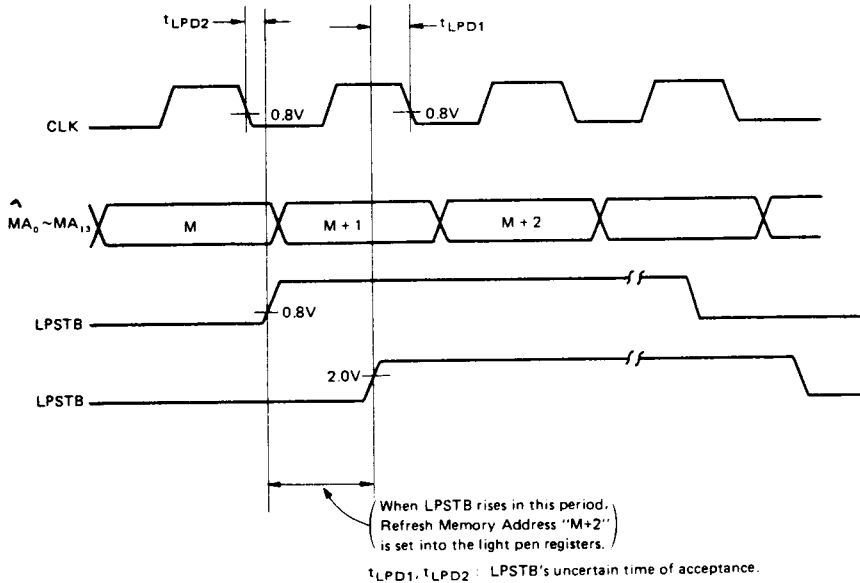 tLPD2
tLPD1
0.8V
0.8V
CLK
MA0~MA13
M
M + 1
M + 2
0.8V
LPSTB
2.0V
LPSTB
When LPSTB rises in this period,
Refresh Memory Address "M+2"
is set into the light pen registers.
tLPD1, tLPD2 : LPSTB's uncertain time of acceptance.